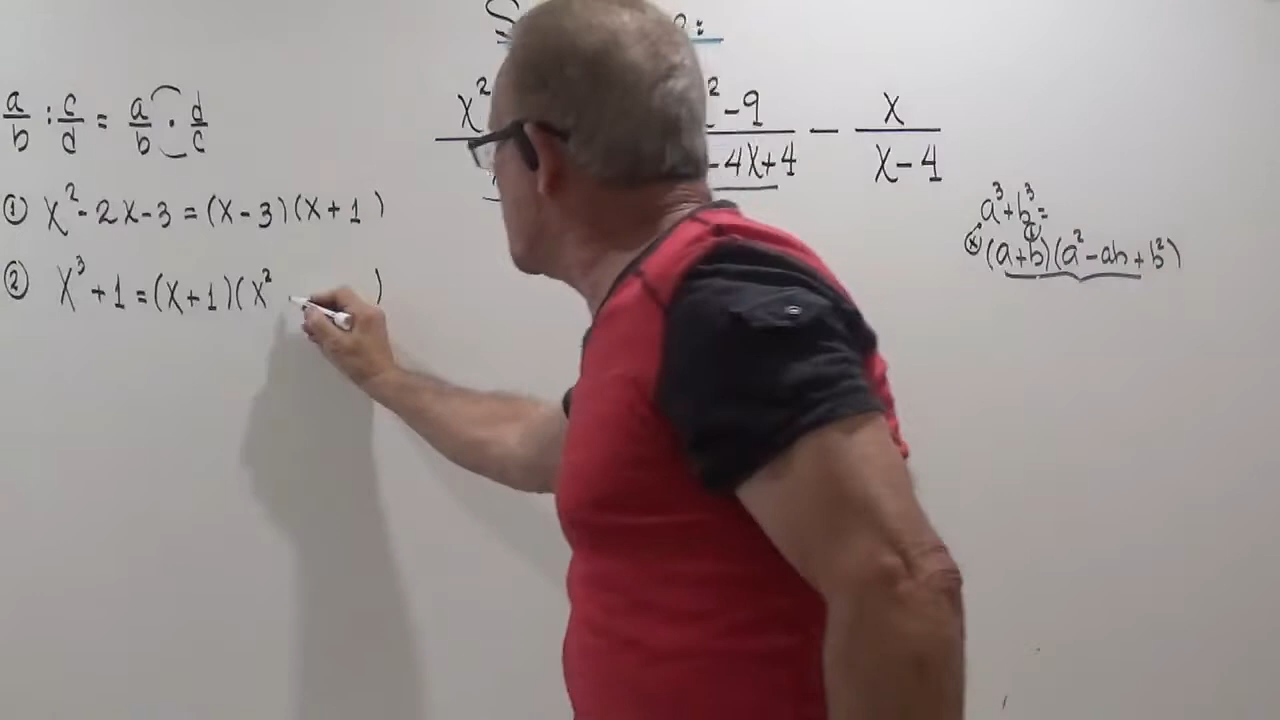 a/b : c/d = a/b · d/c
① x² - 2x - 3 = (x - 3)(x + 1)
② x³ + 1 = (x + 1)(x² )
S :
x² ² - 9 − x
- 4x + 4 x - 4
a³ + b³ =
(a + b)(a² - ab + b²)